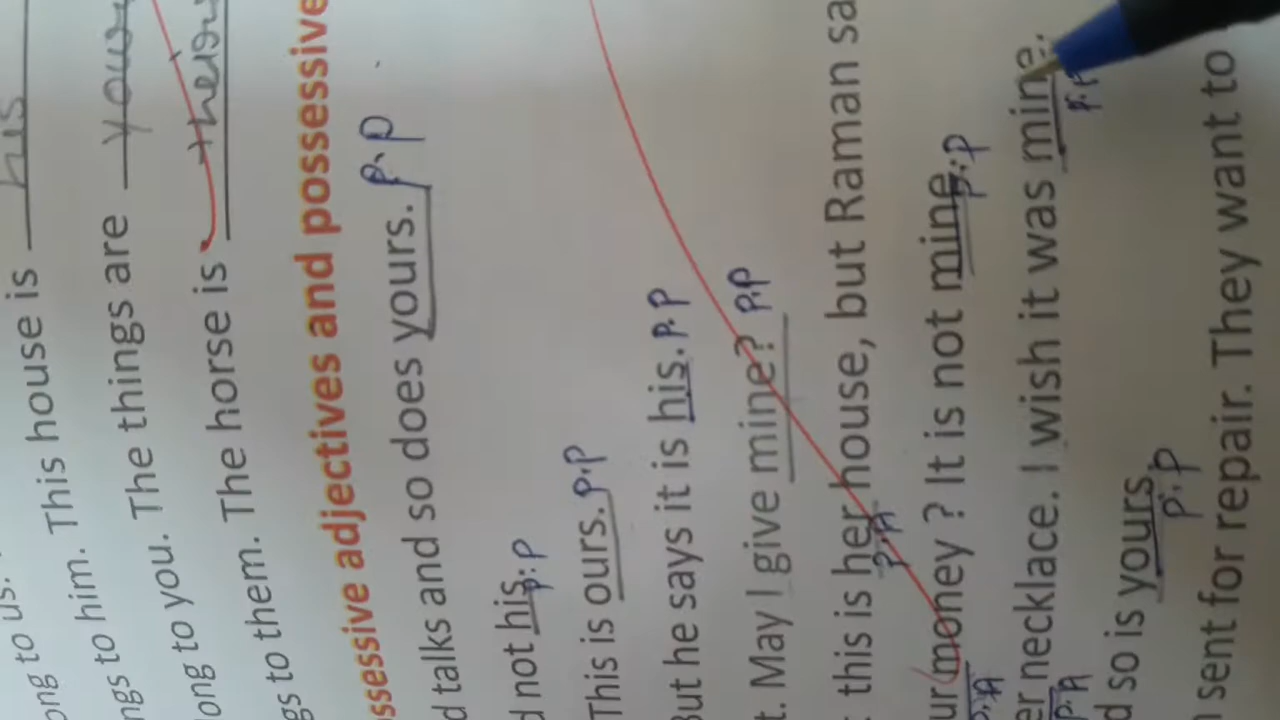 ong to us. This house is his
ngs to him. The things are yours
long to you. The horse is theirs
gs to them.
ssessive adjectives and possessive
d talks and so does yours. P.P
d not his. P.P
This is ours. P.P
But he says it is his. P.P
t. May I give mine? P.P
t this is her house, but Raman sa
P.A
ur money ? It is not mine. P.P
P.A
er necklace. I wish it was mine. P.P
P.A
d so is yours. P.P
l sent for repair. They want to